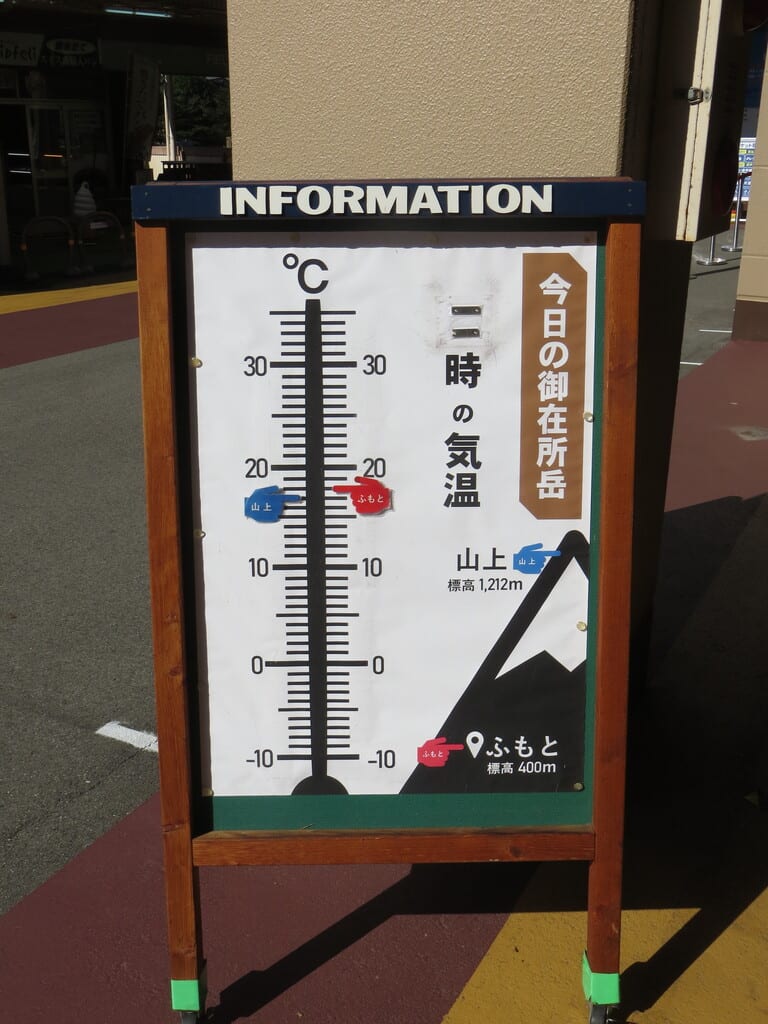 INFORMATION
今日の御在所岳
時の気温
℃
30 30
20 20
山上 ふもと
10 10
0 0
-10 -10
山上
標高 1,212m
山上
ふもと
ふもと
標高 400m